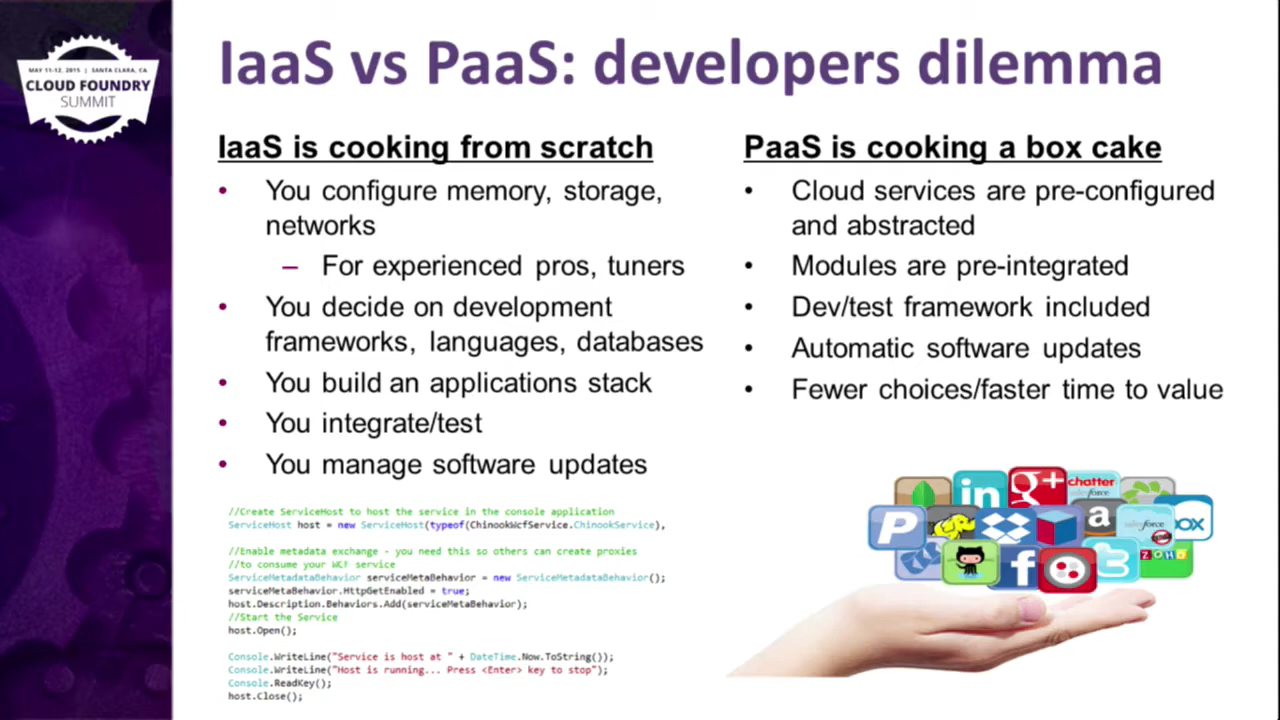 MAY 11-12, 2015 | SANTA CLARA, CA
CLOUD FOUNDRY
SUMMIT
IaaS vs PaaS: developers dilemma
IaaS is cooking from scratch
• You configure memory, storage,
networks
– For experienced pros, tuners
• You decide on development
frameworks, languages, databases
• You build an applications stack
• You integrate/test
• You manage software updates
//Create ServiceHost to host the service in the console application
ServiceHost host = new ServiceHost(typeof(ChinookWcfService.ChinookService),
//Enable metadata exchange - you need this so others can create proxies
//to consume your WCF service
ServiceMetadataBehavior serviceMetaBehavior = new ServiceMetadataBehavior();
serviceMetaBehavior.HttpGetEnabled = true;
host.Description.Behaviors.Add(serviceMetaBehavior);
//Start the Service
host.Open();
Console.WriteLine("Service is host at " + DateTime.Now.ToString());
Console.WriteLine("Host is running... Press <Enter> key to stop");
Console.ReadKey();
host.Close();
PaaS is cooking a box cake
• Cloud services are pre-configured
and abstracted
• Modules are pre-integrated
• Dev/test framework included
• Automatic software updates
• Fewer choices/faster time to value
in
g+
chatter
salesforce
P
a
salesforce
box
f
ZOHO